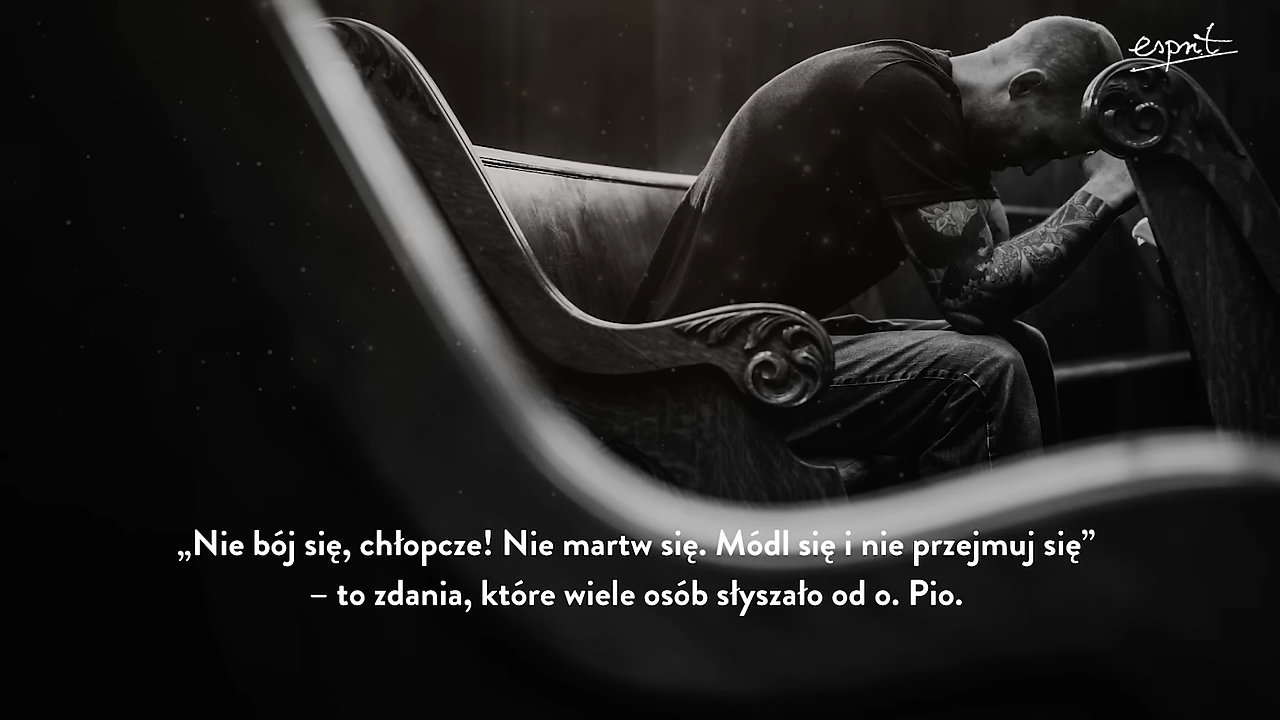 esprit
„Nie bój się, chłopcze! Nie martw się. Módl się i nie przejmuj się”
– to zdania, które wiele osób słyszało od o. Pio.